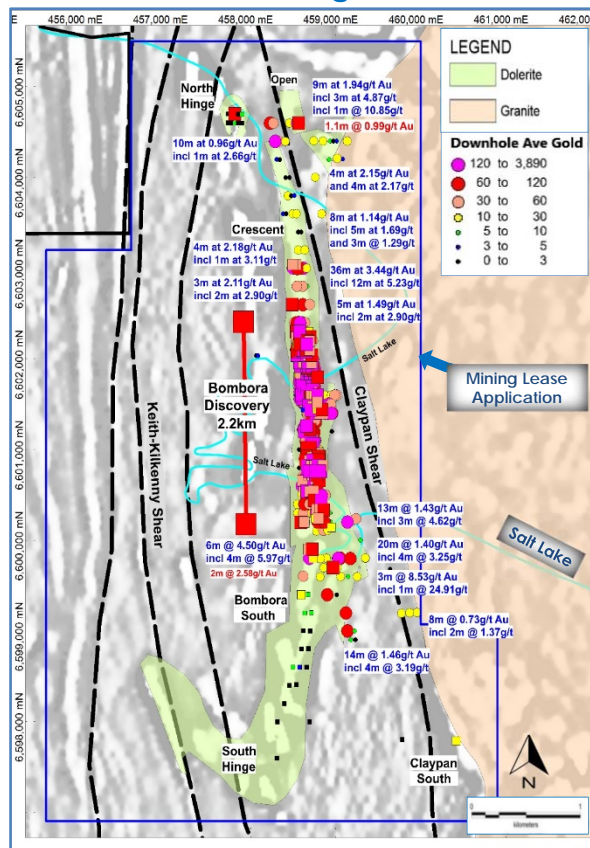 456,000 mE
457,000 mE
458,000 mE
459,000 mE
460,000 mE
461,000 mE
462,000
6,605,000 mN
6,604,000 mN
6,603,000 mN
6,602,000 mN
6,601,000 mN
6,600,000 mN
6,599,000 mN
6,598,000 mN
LEGEND
Dolerite
Granite
Downhole Ave Gold
120 to 3,890
60 to 120
30 to 60
10 to 30
5 to 10
3 to 5
0 to 3
North
Hinge
Open
9m at 1.94g/t Au
incl 3m at 4.87g/t
incl 1m @ 10.85g/t
1.1m @ 0.99g/t Au
10m at 0.96g/t Au
incl 1m at 2.66g/t
4m at 2.15g/t Au
and 4m at 2.17g/t
8m at 1.14g/t Au
incl 5m at 1.69g/t
and 3m @ 1.29g/t
Crescent
4m at 2.18g/t Au
incl 1m at 3.11g/t
36m at 3.44g/t Au
incl 12m at 5.23g/t
3m at 2.11g/t Au
incl 2m at 2.90g/t
5m at 1.49g/t Au
incl 2m at 2.90g/t
Salt Lake
Mining Lease
Application
Bombora
Discovery
2.2km
Claypan Shear
Keith-Kilkenny Shear
Salt Lake
13m @ 1.43g/t Au
incl 3m @ 4.62g/t
Salt Lake
6m @ 4.50g/t Au
incl 4m @ 5.97g/t
2m @ 2.58g/t Au
20m @ 1.40g/t Au
incl 4m @ 3.25g/t
3m @ 8.53g/t Au
incl 1m @ 24.91g/t
Bombora
South
8m @ 0.73g/t Au
incl 2m @ 1.37g/t
14m @ 1.46g/t Au
incl 4m @ 3.19g/t
South
Hinge
Claypan
South
N
0
1
kilometers